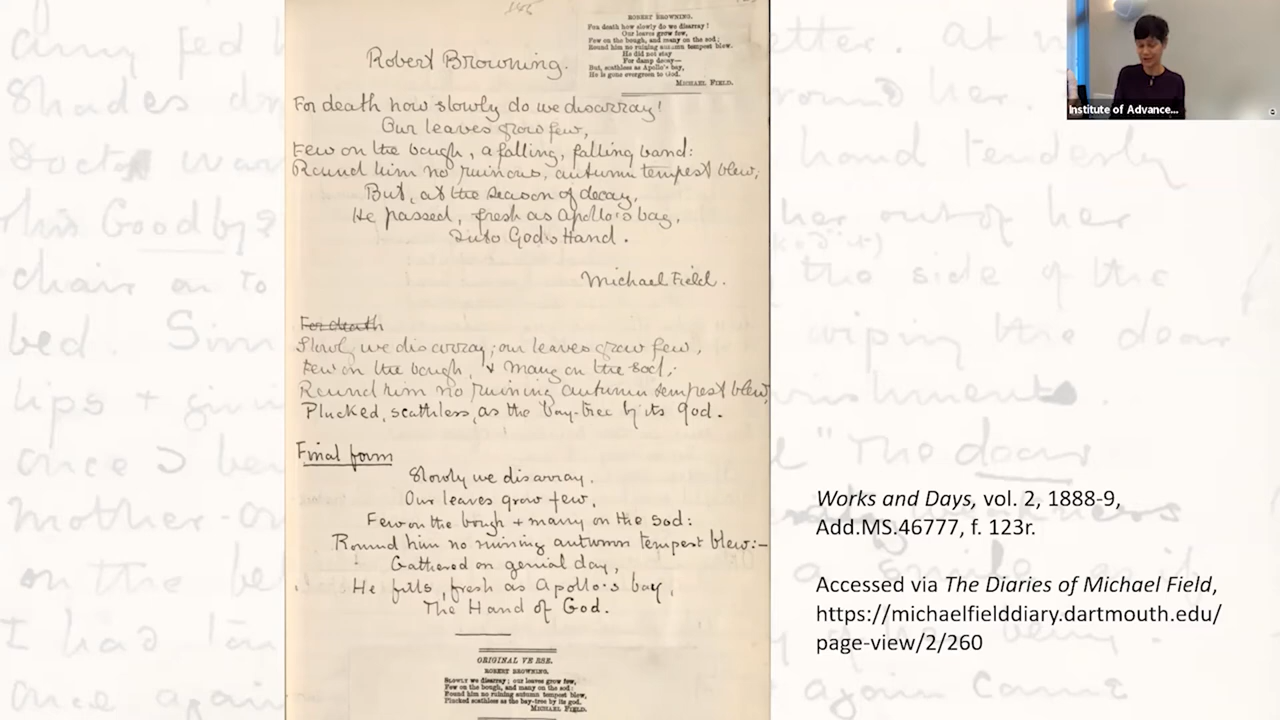 ROBERT BROWNING.
For death how slowly do we disarray!
Our leaves grow few,
Few on the bough, and many on the sod;
Round him no ruining autumn tempest blew.
He did not stay
For damp decay—
But, scathless as Apollo's bay,
He is gone evergreen to God.
MICHAEL FIELD.
Robert Browning.
For death how slowly do we disarray!
Our leaves grow few,
Few on the bough, a falling, falling band:
Round him no ruinous, autumn tempest blew;
But, at the season of decay,
He passed, fresh as Apollo's bay,
Into God's Hand.
Michael Field.
For death
Slowly we disarray; our leaves grow few,
Few on the bough, & many on the sod;
Round him no ruining autumn tempest blew,
Plucked, scathless, as the bay-tree by its god.
Final form
Slowly we disarray,
Our leaves grow few,
Few on the bough + many on the sod:
Round him no ruining autumn tempest blew:-
Gathered on genial day,
He fills, fresh as Apollo's bay,
The Hand of God.
ORIGINAL VERSE.
ROBERT BROWNING.
SLOWLY we disarray; our leaves grow few,
Few on the bough, and many on the sod:
Round him no ruining autumn tempest blew,
Plucked scathless as the bay-tree by its god.
MICHAEL FIELD.
Institute of Advance...
Works and Days, vol. 2, 1888-9,
Add.MS.46777, f. 123r.
Accessed via The Diaries of Michael Field,
https://michaelfielddiary.dartmouth.edu/
page-view/2/260